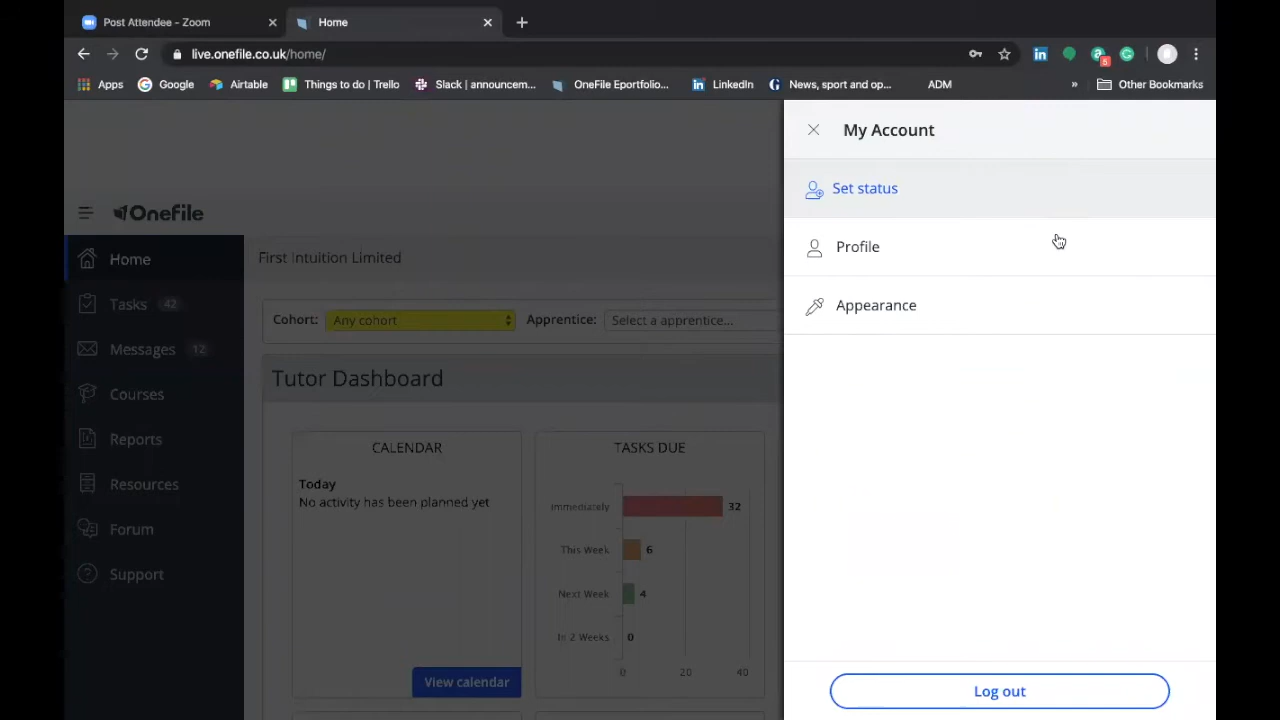 Post Attendee - Zoom
Home
live.onefile.co.uk/home/
6
Apps
Google
Airtable
Things to do | Trello
Slack | announcem...
OneFile Eportfolio...
LinkedIn
News, sport and op...
ADM
»
Other Bookmarks
My Account
Set status
Profile
Appearance
Log out
Onefile
Home
Tasks 42
Messages 12
Courses
Reports
Resources
Forum
Support
First Intuition Limited
Cohort: Any cohort Apprentice: Select a apprentice...
Tutor Dashboard
CALENDAR
Today
No activity has been planned yet
View calendar
TASKS DUE
Immediately 32
This Week 6
Next Week 4
In 2 Weeks 0
0 20 40